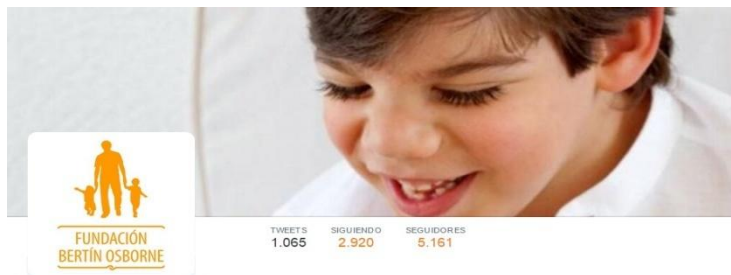 FUNDACIÓN
BERTÍN OSBORNE
TWEETS SIGUIENDO SEGUIDORES
1.065 2.920 5.161